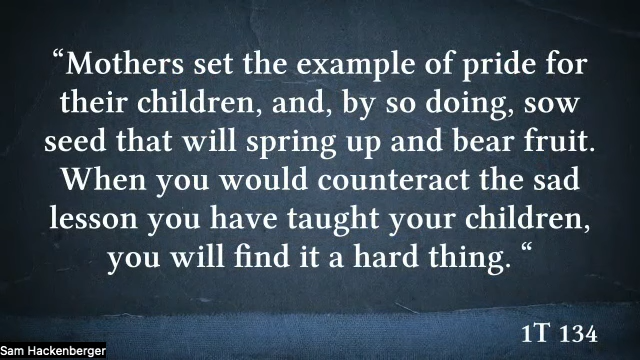 “Mothers set the example of pride for
their children, and, by so doing, sow
seed that will spring up and bear fruit.
When you would counteract the sad
lesson you have taught your children,
you will find it a hard thing. “
1T 134
Sam Hackenberger